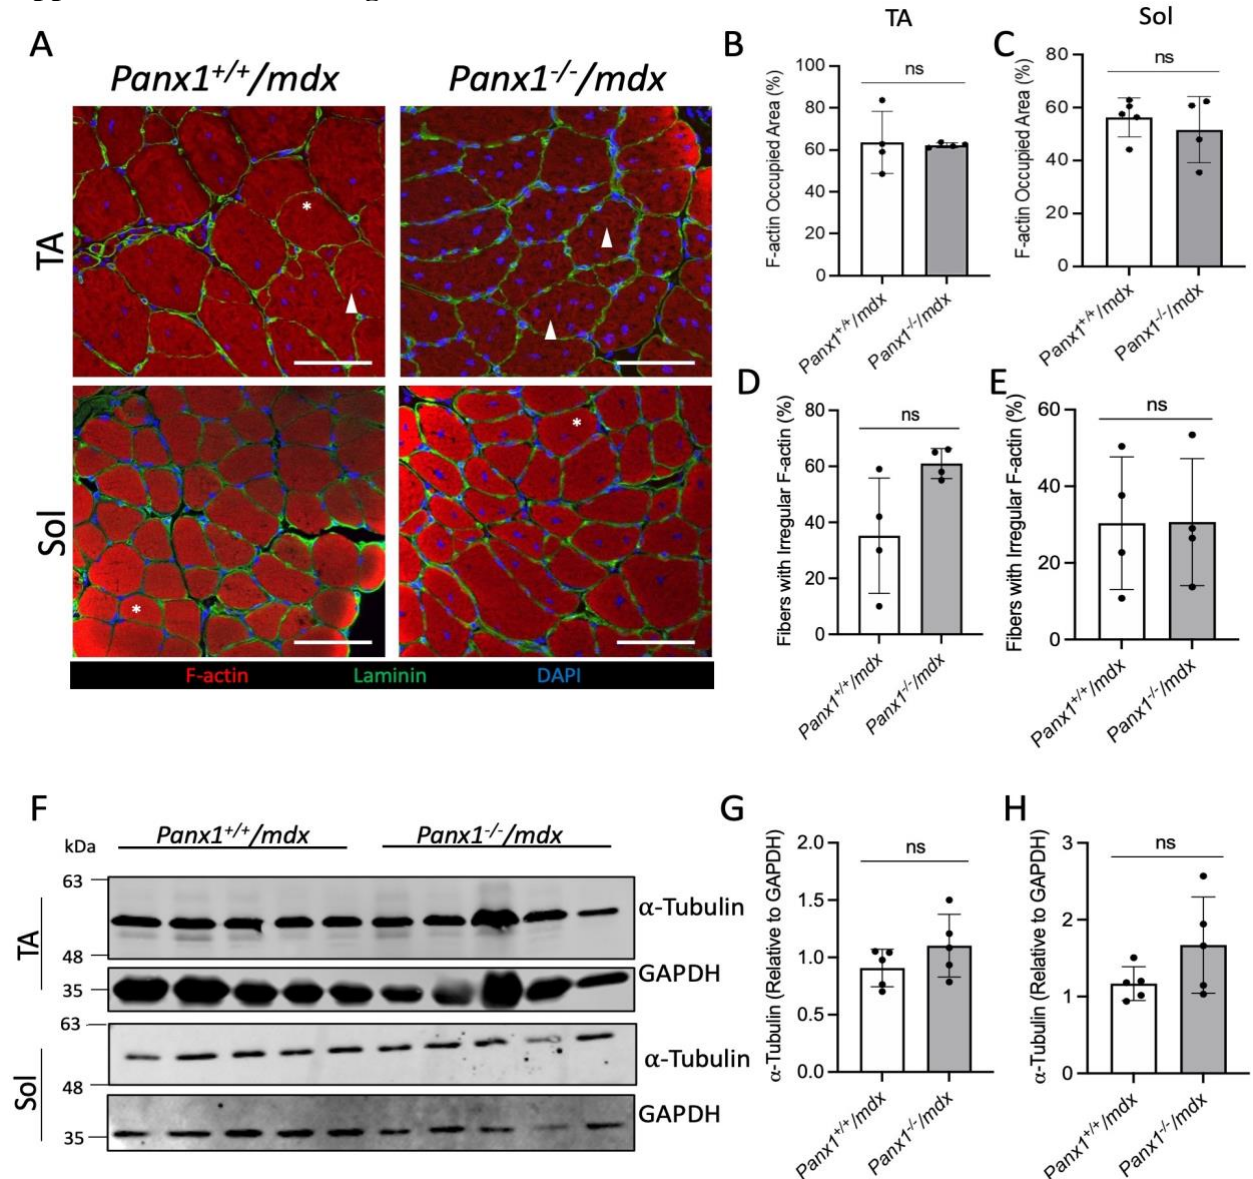 TA
Sol
A
Panx1+/+/mdx
Panx1-/-/mdx
TA
*
Sol
*
*
F-actin Laminin DAPI
B
F-actin Occupied Area (%)
100
80
60
40
20
0
ns
Panx1+/+/mdx
Panx1-/-/mdx
C
F-actin Occupied Area (%)
80
60
40
20
0
ns
Panx1+/+/mdx
Panx1-/-/mdx
D
Fibers with Irregular F-actin (%)
80
60
40
20
0
ns
Panx1+/+/mdx
Panx1-/-/mdx
E
Fibers with Irregular F-actin (%)
60
40
20
0
ns
Panx1+/+/mdx
Panx1-/-/mdx
F
kDa
Panx1+/+/mdx
Panx1-/-/mdx
TA
63
48
35
α-Tubulin
GAPDH
Sol
63
48
35
α-Tubulin
GAPDH
G
α-Tubulin (Relative to GAPDH)
2.0
1.5
1.0
0.5
0.0
ns
Panx1+/+/mdx
Panx1-/-/mdx
H
α-Tubulin (Relative to GAPDH)
3
2
1
0
ns
Panx1+/+/mdx
Panx1-/-/mdx